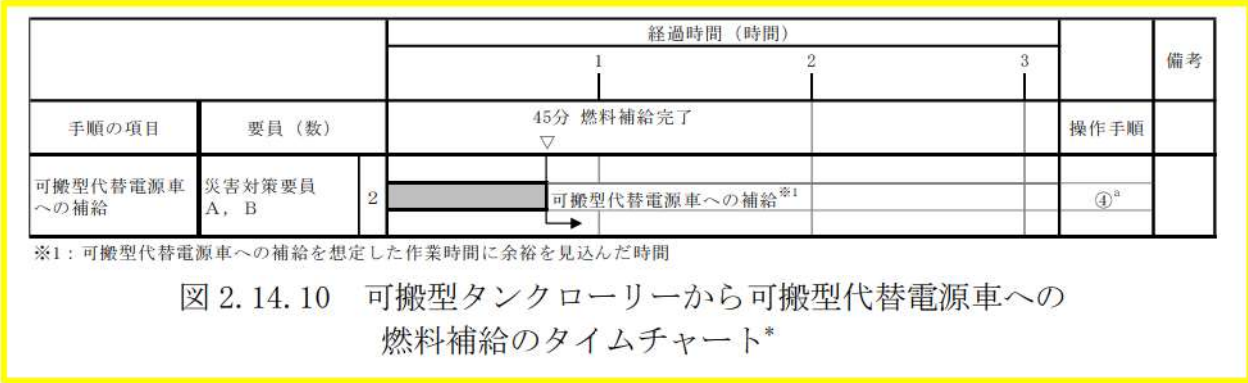 経過時間（時間）
1 2 3
備考
45分 燃料補給完了
▽
手順の項目 要員（数） 操作手順
可搬型代替電源車
への補給
災害対策要員
A, B
2
可搬型代替電源車への補給※1
④a
※1：可搬型代替電源車への補給を想定した作業時間に余裕を見込んだ時間
図 2.14.10 可搬型タンクローリーから可搬型代替電源車への
燃料補給のタイムチャート*